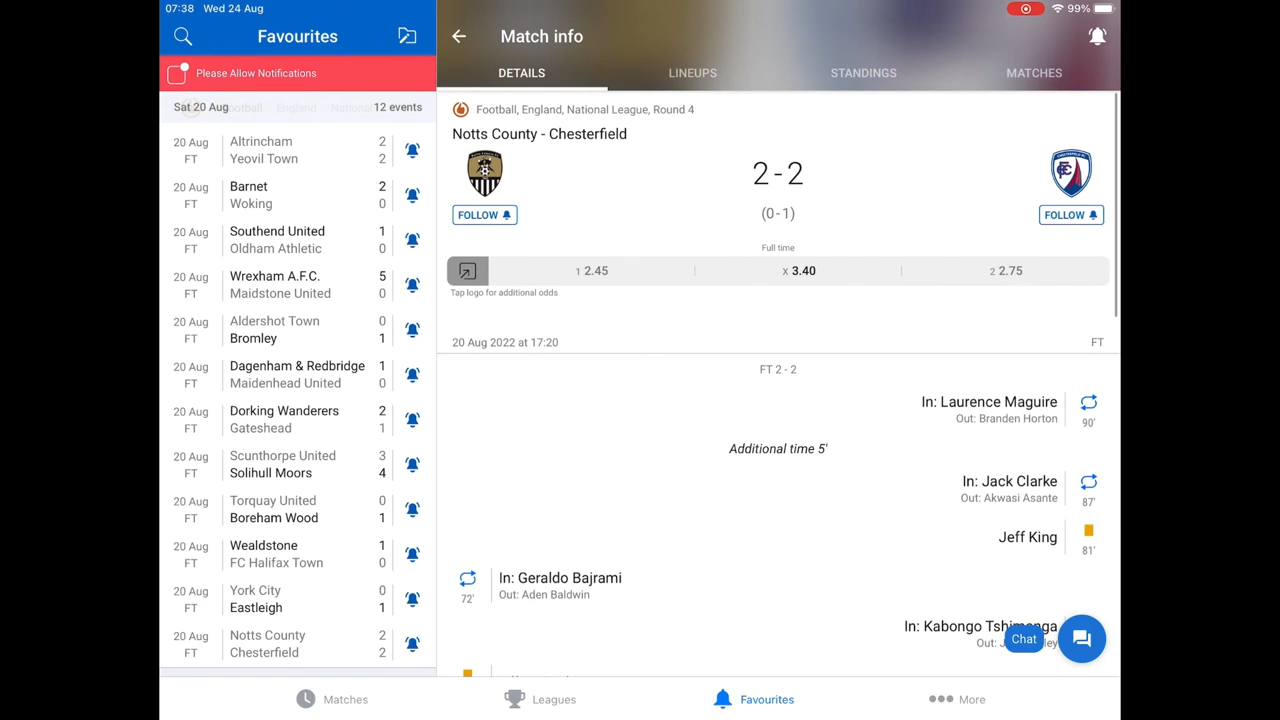 07:38 Wed 24 Aug
99%
Favourites
Please Allow Notifications
Sat 20 Aug
12 events
20 Aug Altrincham 2
FT Yeovil Town 2
20 Aug Barnet 2
FT Woking 0
20 Aug Southend United 1
FT Oldham Athletic 0
20 Aug Wrexham A.F.C. 5
FT Maidstone United 0
20 Aug Aldershot Town 0
FT Bromley 1
20 Aug Dagenham & Redbridge 1
FT Maidenhead United 0
20 Aug Dorking Wanderers 2
FT Gateshead 1
20 Aug Scunthorpe United 3
FT Solihull Moors 4
20 Aug Torquay United 0
FT Boreham Wood 1
20 Aug Wealdstone 1
FT FC Halifax Town 0
20 Aug York City 0
FT Eastleigh 1
20 Aug Notts County 2
FT Chesterfield 2
Match info
DETAILS LINEUPS STANDINGS MATCHES
Football, England, National League, Round 4
Notts County - Chesterfield
2 - 2
(0 - 1)
FOLLOW
FOLLOW
Full time
1 2.45 X 3.40 2 2.75
Tap logo for additional odds
20 Aug 2022 at 17:20 FT
FT 2 - 2
In: Laurence Maguire
Out: Branden Horton
90'
Additional time 5'
In: Jack Clarke
Out: Akwasi Asante
87'
Jeff King
81'
In: Geraldo Bajrami
Out: Aden Baldwin
72'
In: Kabongo Tshimanga
Out:
Chat
Matches Leagues Favourites More